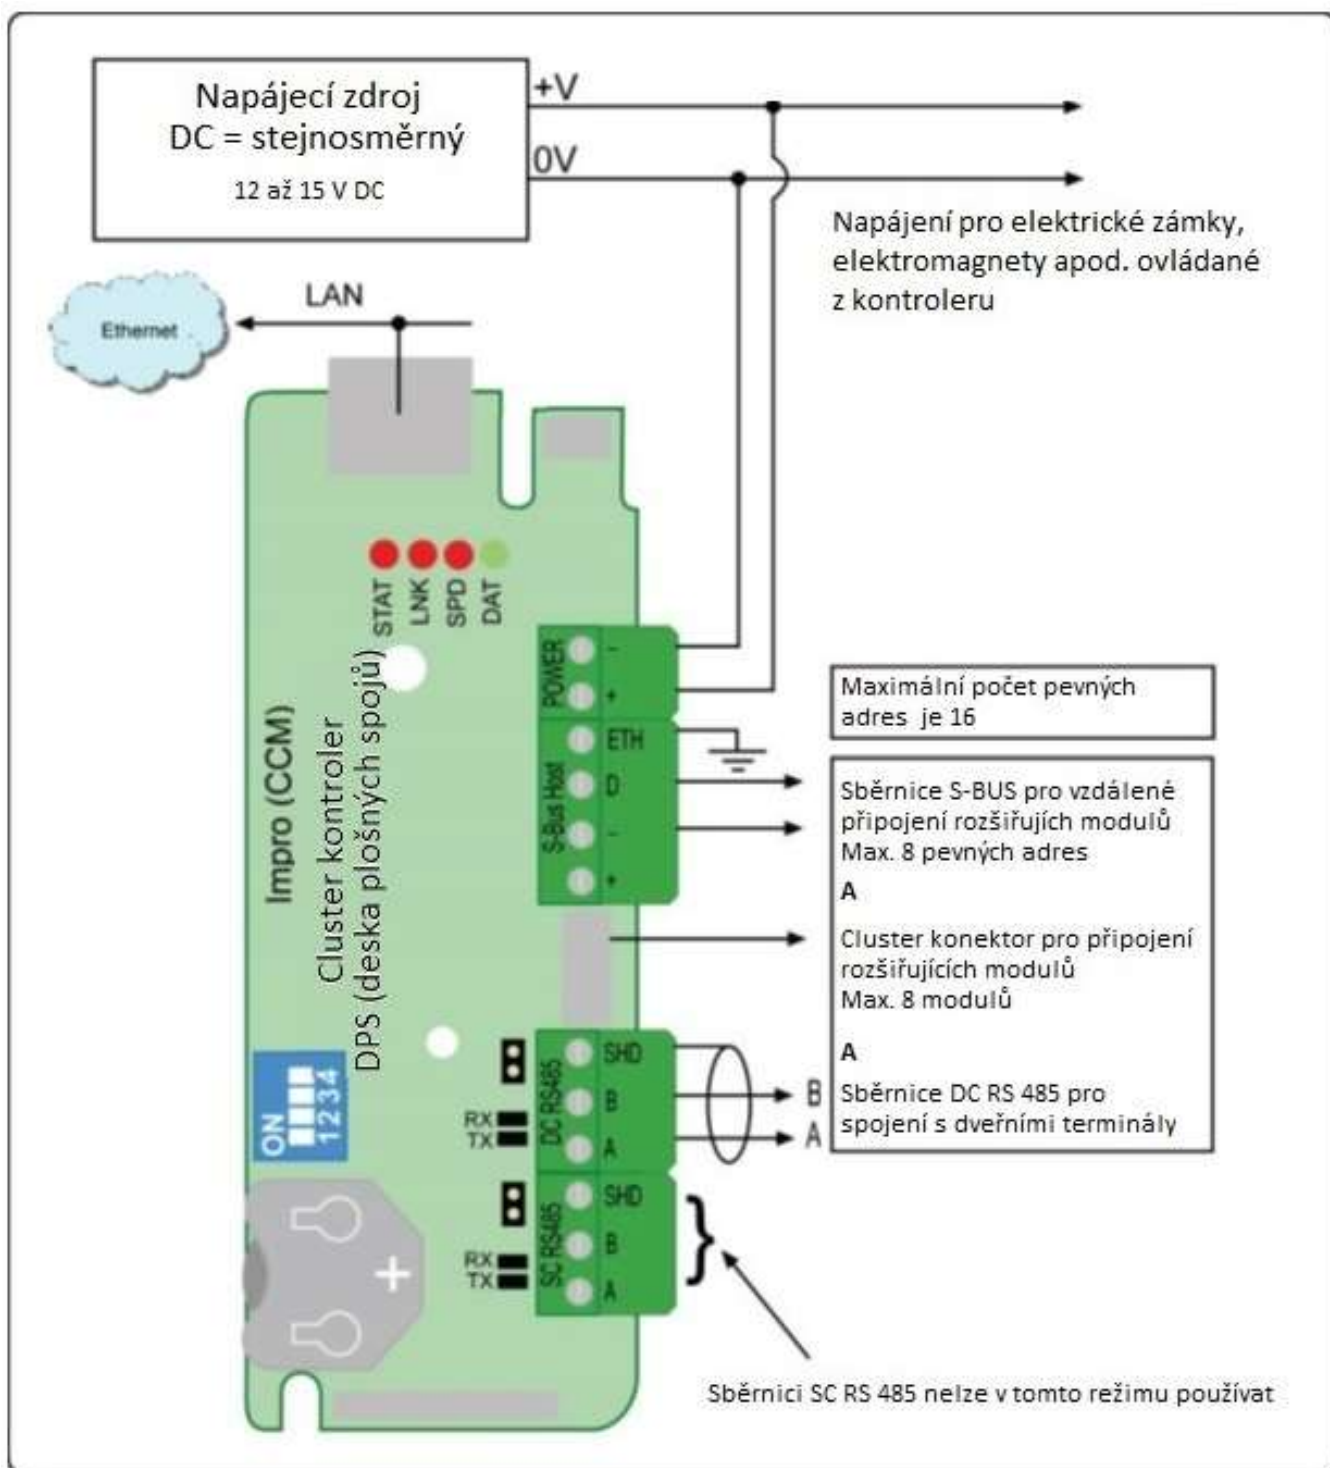 Napájecí zdroj
DC = stejnosměrný
12 až 15 V DC
+V
0V
Napájení pro elektrické zámky,
elektromagnety apod. ovládané
z kontroleru
LAN
Ethernet
STAT
LNK
SPD
DAT
Impro (CCM)
Cluster kontroler
DPS (deska plošných spojů)
POWER
-
+
S-Bus Host
ETH
D
-
+
Maximální počet pevných
adres je 16
Sběrnice S-BUS pro vzdálené
připojení rozšiřujích modulů
Max. 8 pevných adres
A
Cluster konektor pro připojení
rozšiřujících modulů
Max. 8 modulů
A
Sběrnice DC RS 485 pro
spojení s dveřními terminály
B
A
ON
1 2 3 4
RX
TX
DC RS485
SHD
B
A
RX
TX
SC RS485
SHD
B
A
+
Sběrnici SC RS 485 nelze v tomto režimu používat